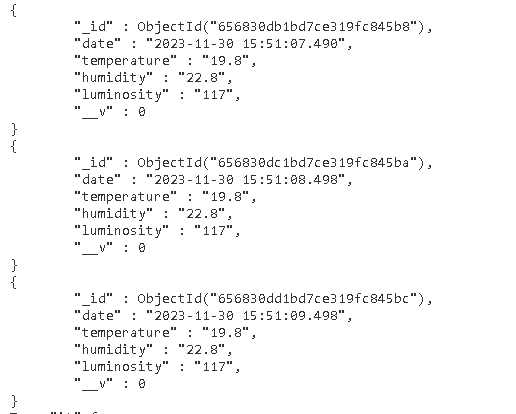 {
"_id" : ObjectId("656830db1bd7ce319fc845b8"),
"date" : "2023-11-30 15:51:07.490",
"temperature" : "19.8",
"humidity" : "22.8",
"luminosity" : "117",
"__v" : 0
}
{
"_id" : ObjectId("656830dc1bd7ce319fc845ba"),
"date" : "2023-11-30 15:51:08.498",
"temperature" : "19.8",
"humidity" : "22.8",
"luminosity" : "117",
"__v" : 0
}
{
"_id" : ObjectId("656830dd1bd7ce319fc845bc"),
"date" : "2023-11-30 15:51:09.498",
"temperature" : "19.8",
"humidity" : "22.8",
"luminosity" : "117",
"__v" : 0
}